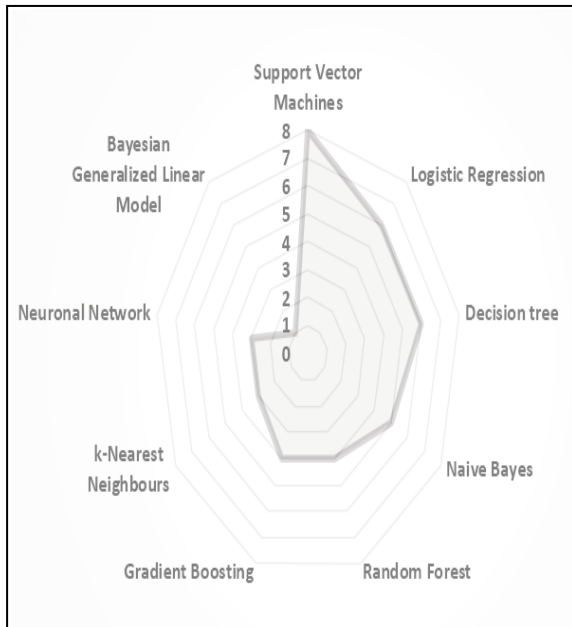 Support Vector
Machines
Logistic Regression
Decision tree
Naive Bayes
Random Forest
Gradient Boosting
k-Nearest
Neighbours
Neuronal Network
Bayesian
Generalized Linear
Model
8
7
6
5
4
3
2
1
0